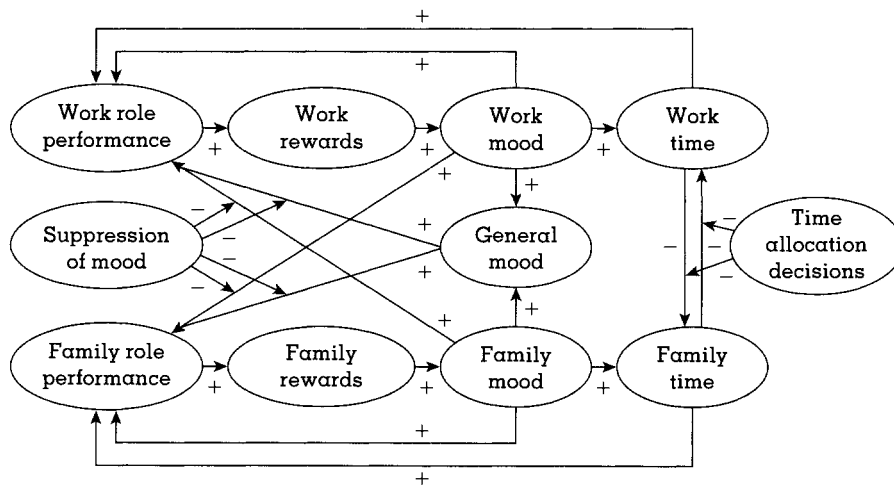 +
+
Work role
performance
+
Work
rewards
+
Work
mood
+
Work
time
+
+
Suppression
of mood
−
−
−
−
+
+
General
mood
−
−
−
−
Time
allocation
decisions
+
+
Family role
performance
+
Family
rewards
+
Family
mood
+
Family
time
+
+